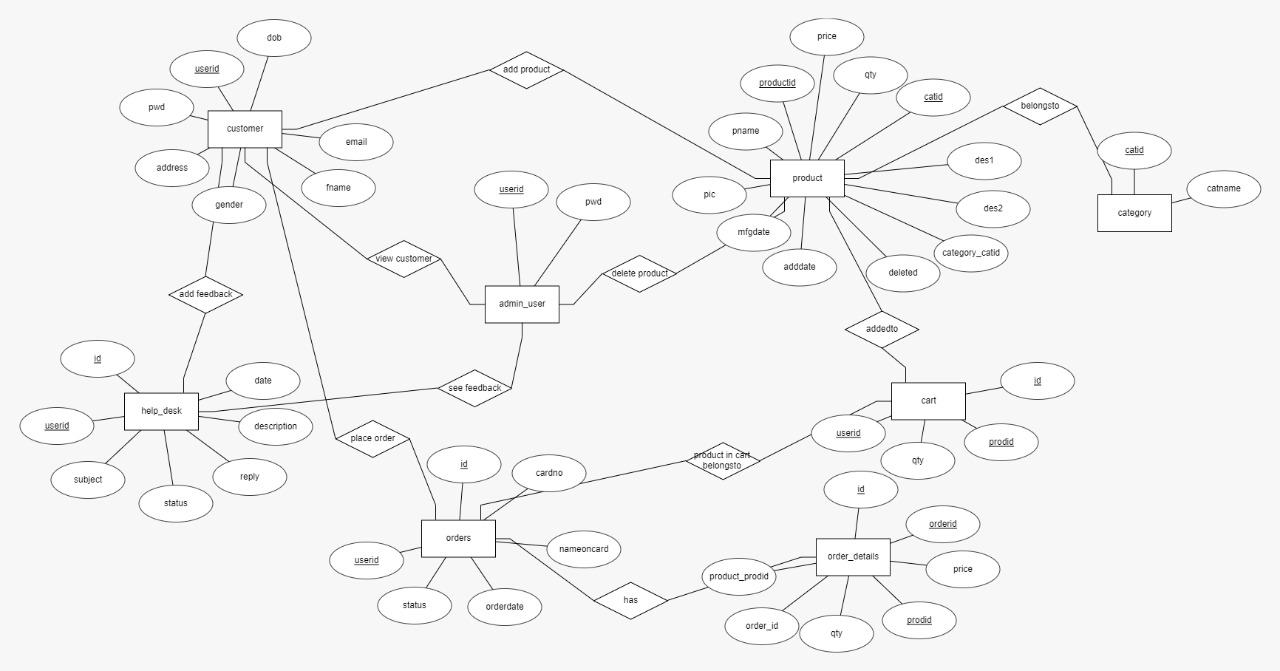 dob
price
userid
add product
qty
productid
catid
pwd
belongsto
customer
pname
email
catid
des1
address
product
fname
userid
pic
catname
gender
pwd
des2
category
mfgdate
category_catid
view customer
adddate
delete product
deleted
add feedback
admin_user
addedto
id
date
id
see feedback
help_desk
cart
userid
description
place order
userid
prodid
product in cart
belongsto
id
cardno
qty
subject
reply
id
status
orderid
orders
nameoncard
order_details
userid
product_prodid
price
has
status
orderdate
prodid
order_id
qty